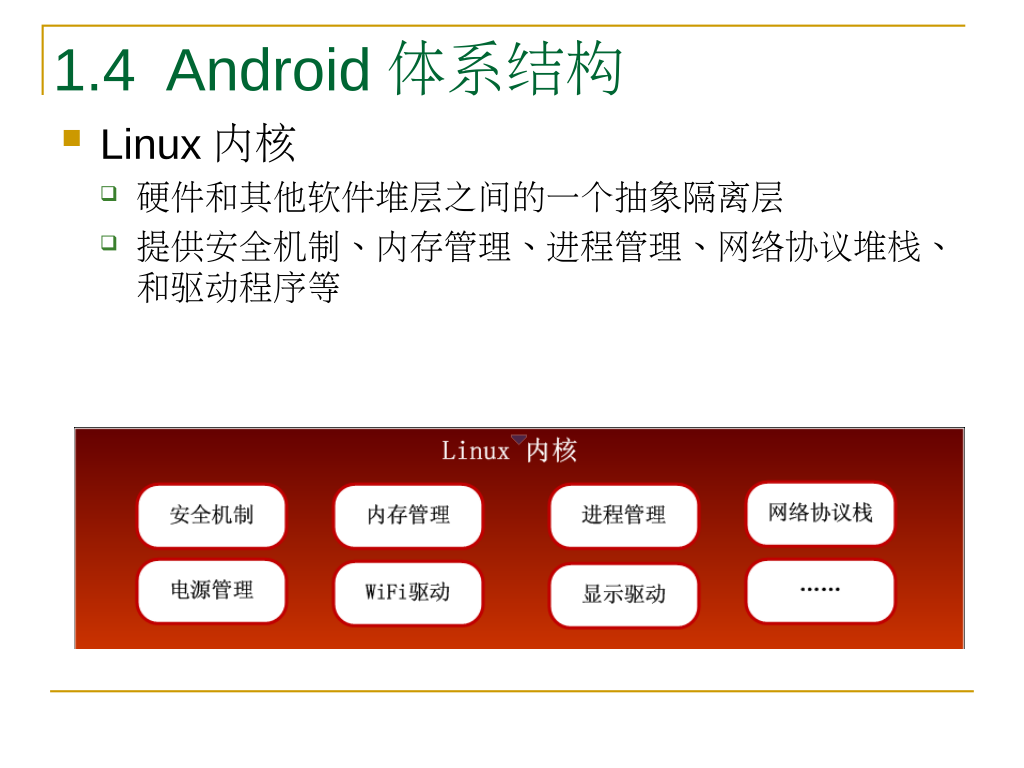 1.4 Android 体系结构
Linux 内核
硬件和其他软件堆层之间的一个抽象隔离层
提供安全机制、内存管理、进程管理、网络协议堆栈、
和驱动程序等
Linux 内核
安全机制 内存管理 进程管理 网络协议栈
电源管理 WiFi驱动 显示驱动 ······